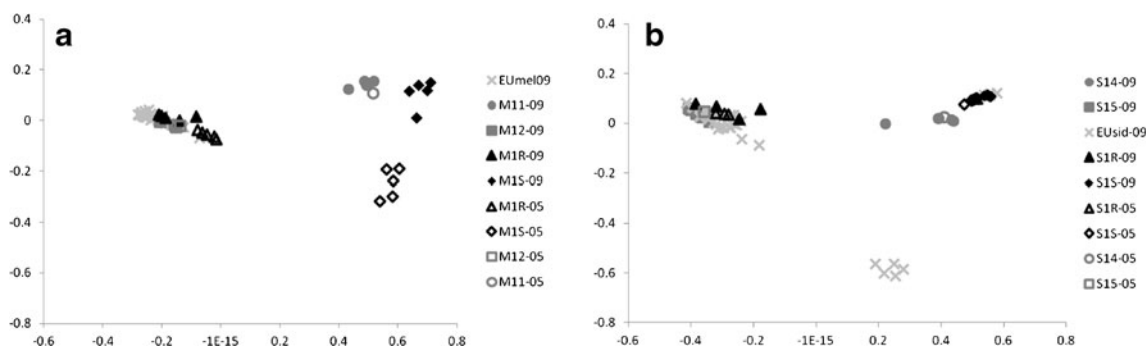 a
0.4
0.2
0
-0.2
-0.4
-0.6
-0.8
-0.6 -0.4 -0.2 -1E-15 0.2 0.4 0.6 0.8
EUmel09
M11-09
M12-09
M1R-09
M1S-09
M1R-05
M1S-05
M12-05
M11-05
b
0.4
0.2
0
-0.2
-0.4
-0.6
-0.8
-0.6 -0.4 -0.2 0 0.2 0.4 0.6 0.8
S14-09
S15-09
EUsid-09
S1R-09
S1S-09
S1R-05
S1S-05
S14-05
S15-05